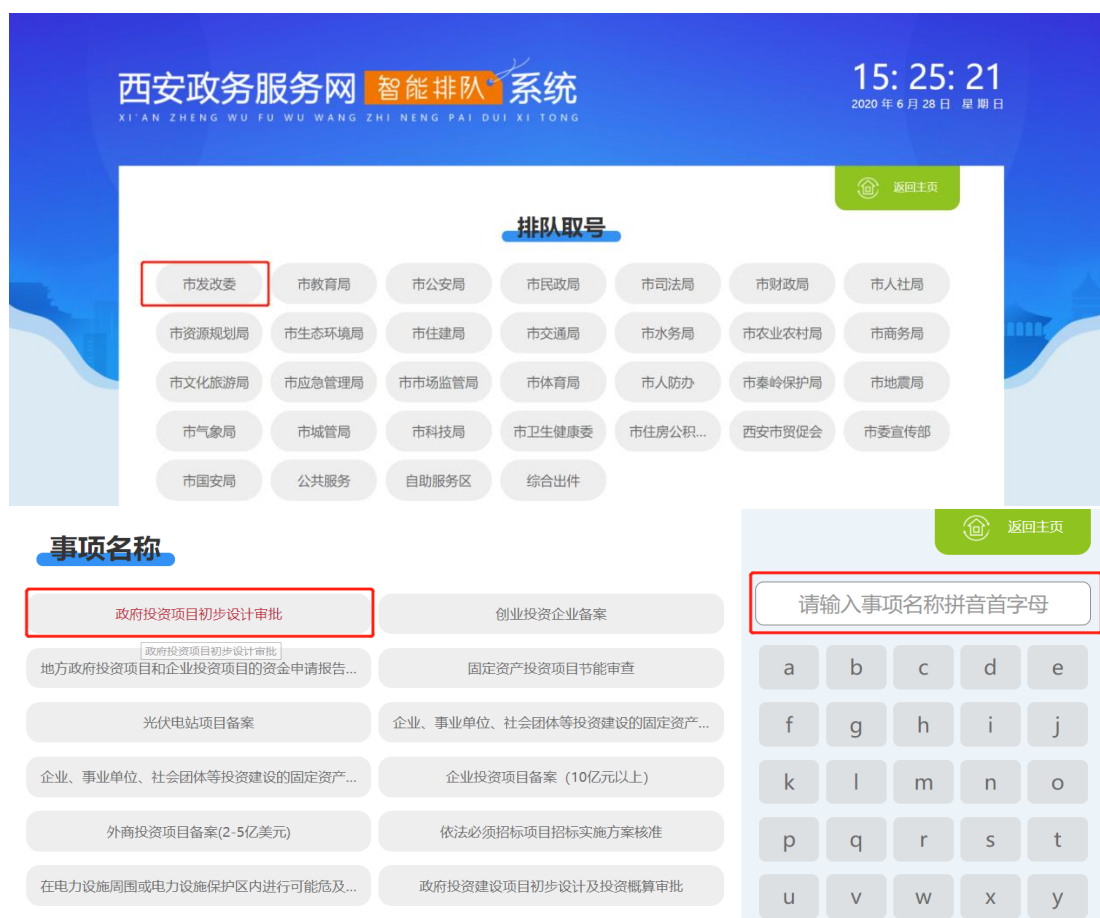 西安政务服务网 智能排队 系统
XI'AN ZHENG WU FU WU WANG ZHI NENG PAI DUI XI TONG
15: 25: 21
2020 年 6 月 28 日 星 期 日
返回主页
排队取号
市发改委 市教育局 市公安局 市民政局 市司法局 市财政局 市人社局
市资源规划局 市生态环境局 市住建局 市交通局 市水务局 市农业农村局 市商务局
市文化旅游局 市应急管理局 市市场监管局 市体育局 市人防办 市秦岭保护局 市地震局
市气象局 市城管局 市科技局 市卫生健康委 市住房公积... 西安市贸促会 市委宣传部
市国安局 公共服务 自助服务区 综合出件
事项名称
政府投资项目初步设计审批 创业投资企业备案
政府投资项目初步设计审批
地方政府投资项目和企业投资项目的资金申请报告... 固定资产投资项目节能审查
光伏电站项目备案 企业、事业单位、社会团体等投资建设的固定资产...
企业、事业单位、社会团体等投资建设的固定资产... 企业投资项目备案（10亿元以上）
外商投资项目备案(2-5亿美元) 依法必须招标项目招标实施方案核准
在电力设施周围或电力设施保护区内进行可能危及... 政府投资建设项目初步设计及投资概算审批
返回主页
请输入事项名称拼音首字母
a b c d e
f g h i j
k l m n o
p q r s t
u v w x y